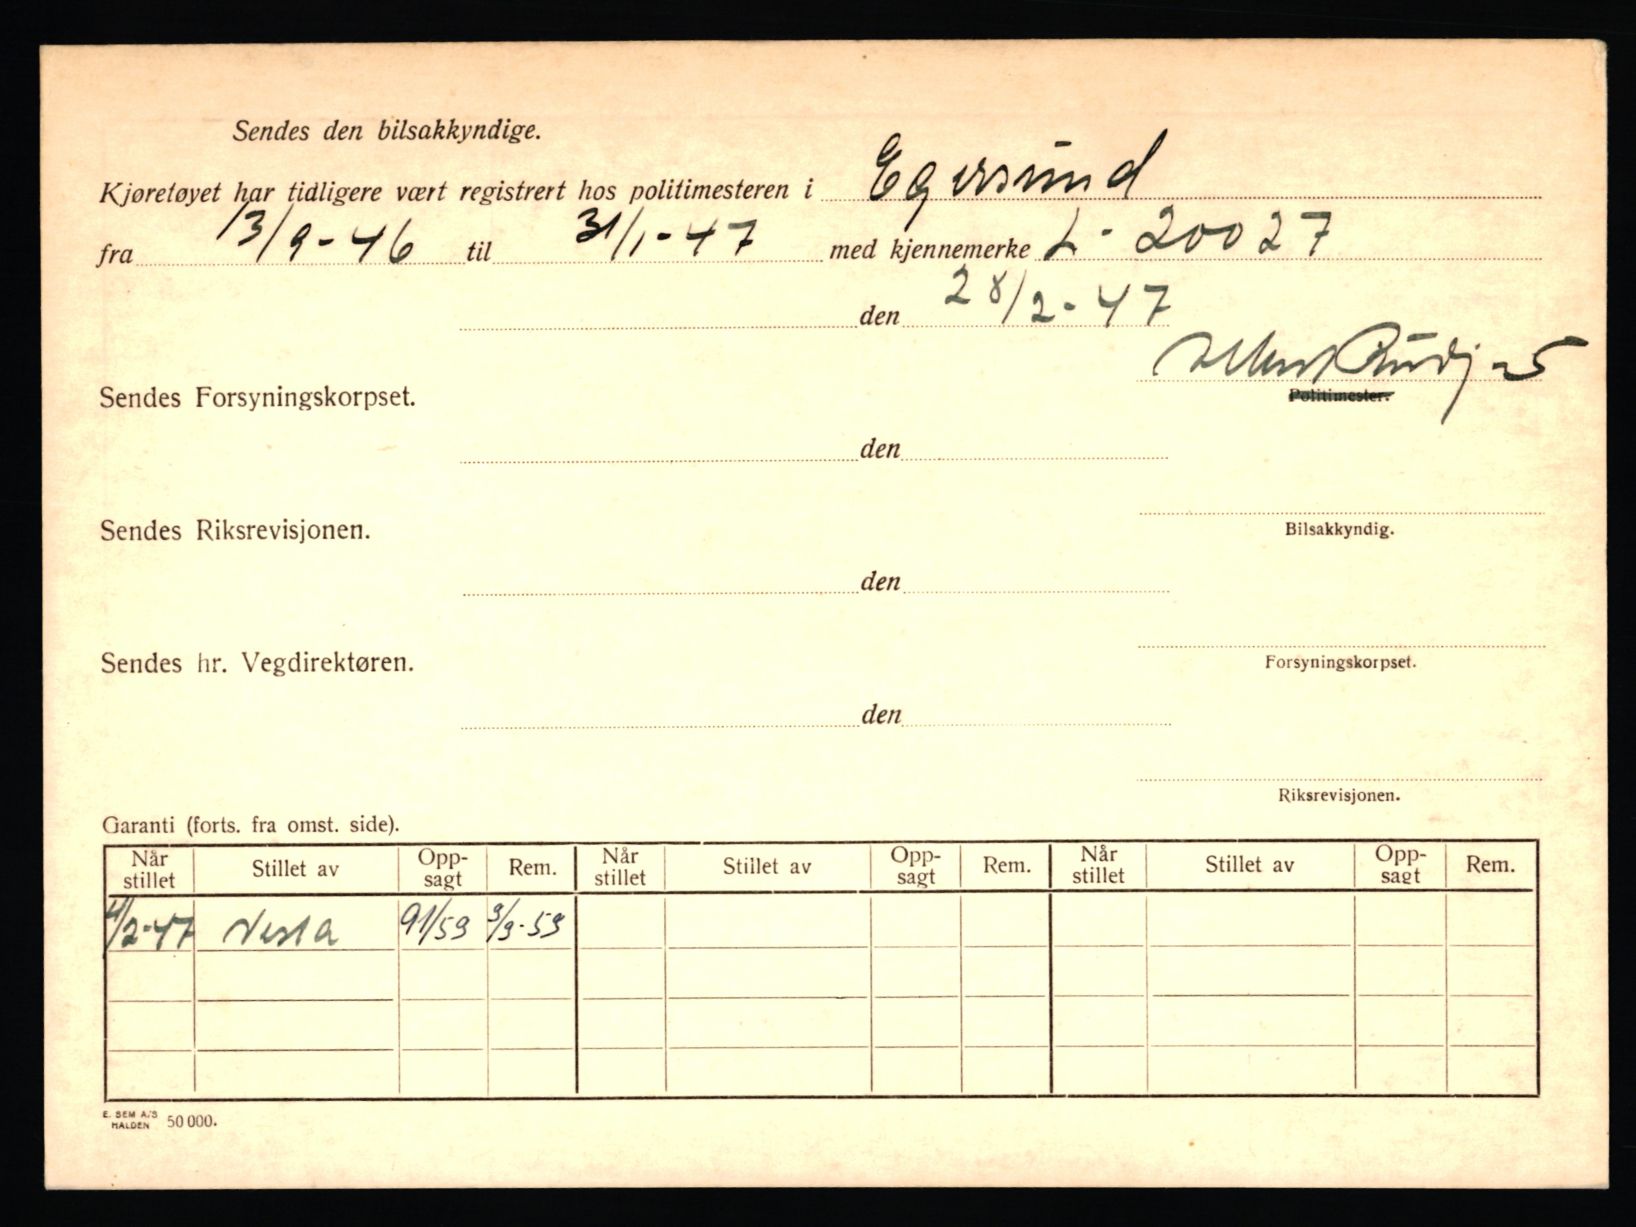 Sendes den bilsakkyndige.
Kjøretøyet har tidligere vært registrert hos politimesteren i Egersund
fra 13/9-46 til 31/1-47 med kjennemerke L-20027
den 28/2-47
Politimester.
Sendes Forsyningskorpset.
den
Sendes Riksrevisjonen.
Bilsakkyndig.
den
Sendes hr. Vegdirektøren.
Forsyningskorpset.
den
Riksrevisjonen.
Garanti (forts. fra omst. side).
Når stillet Stillet av Opp-sagt Rem. Når stillet Stillet av Opp-sagt Rem. Når stillet Stillet av Opp-sagt Rem.
4/2-47 Vesta 91/59 3/9-59
E. SEM A/S
HALDEN 50 000.